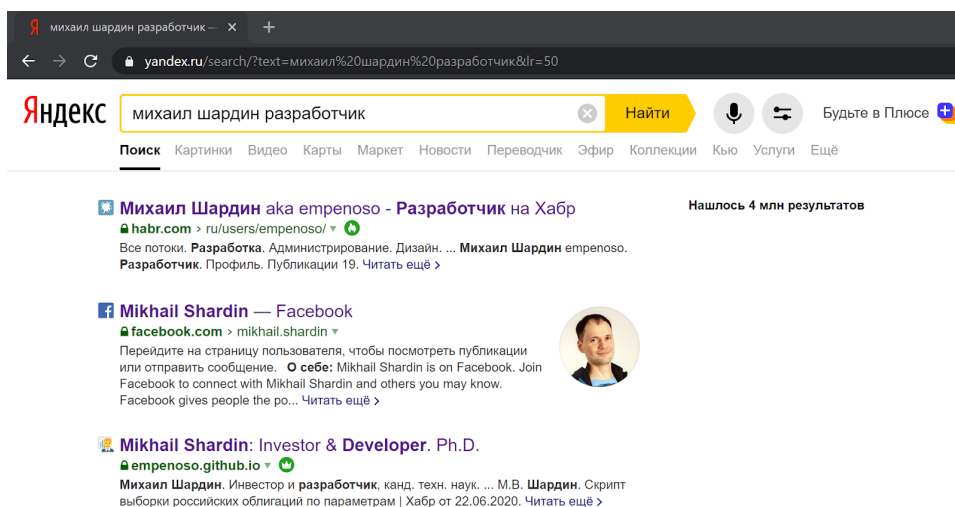 михаил шардин разработчик —
yandex.ru/search/?text=михаил%20шардин%20разработчик&lr=50
Яндекс
михаил шардин разработчик
Найти
Будьте в Плюсе
Поиск Картинки Видео Карты Маркет Новости Переводчик Эфир Коллекции Кью Услуги Ещё
Михаил Шардин aka empenoso - Разработчик на Хабр
habr.com › ru/users/empenoso/
Все потоки. Разработка. Администрирование. Дизайн. ... Михаил Шардин empenoso.
Разработчик. Профиль. Публикации 19. Читать ещё ›
Нашлось 4 млн результатов
Mikhail Shardin — Facebook
facebook.com › mikhail.shardin
Перейдите на страницу пользователя, чтобы посмотреть публикации
или отправить сообщение. О себе: Mikhail Shardin is on Facebook. Join
Facebook to connect with Mikhail Shardin and others you may know.
Facebook gives people the po... Читать ещё ›
Mikhail Shardin: Investor & Developer. Ph.D.
empenoso.github.io
Михаил Шардин. Инвестор и разработчик, канд. техн. наук. ... М.В. Шардин. Скрипт
выборки российских облигаций по параметрам | Хабр от 22.06.2020. Читать ещё ›